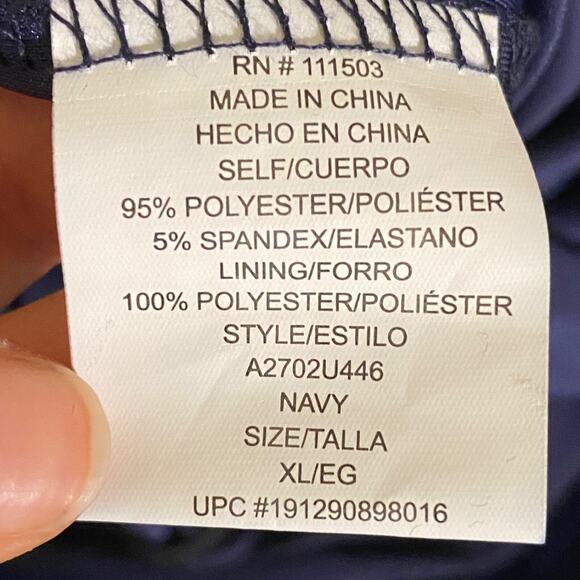 RN # 111503
MADE IN CHINA
HECHO EN CHINA
SELF/CUERPO
95% POLYESTER/POLIÉSTER
5% SPANDEX/ELASTANO
LINING/FORRO
100% POLYESTER/POLIÉSTER
STYLE/ESTILO
A2702U446
NAVY
SIZE/TALLA
XL/EG
UPC #191290898016